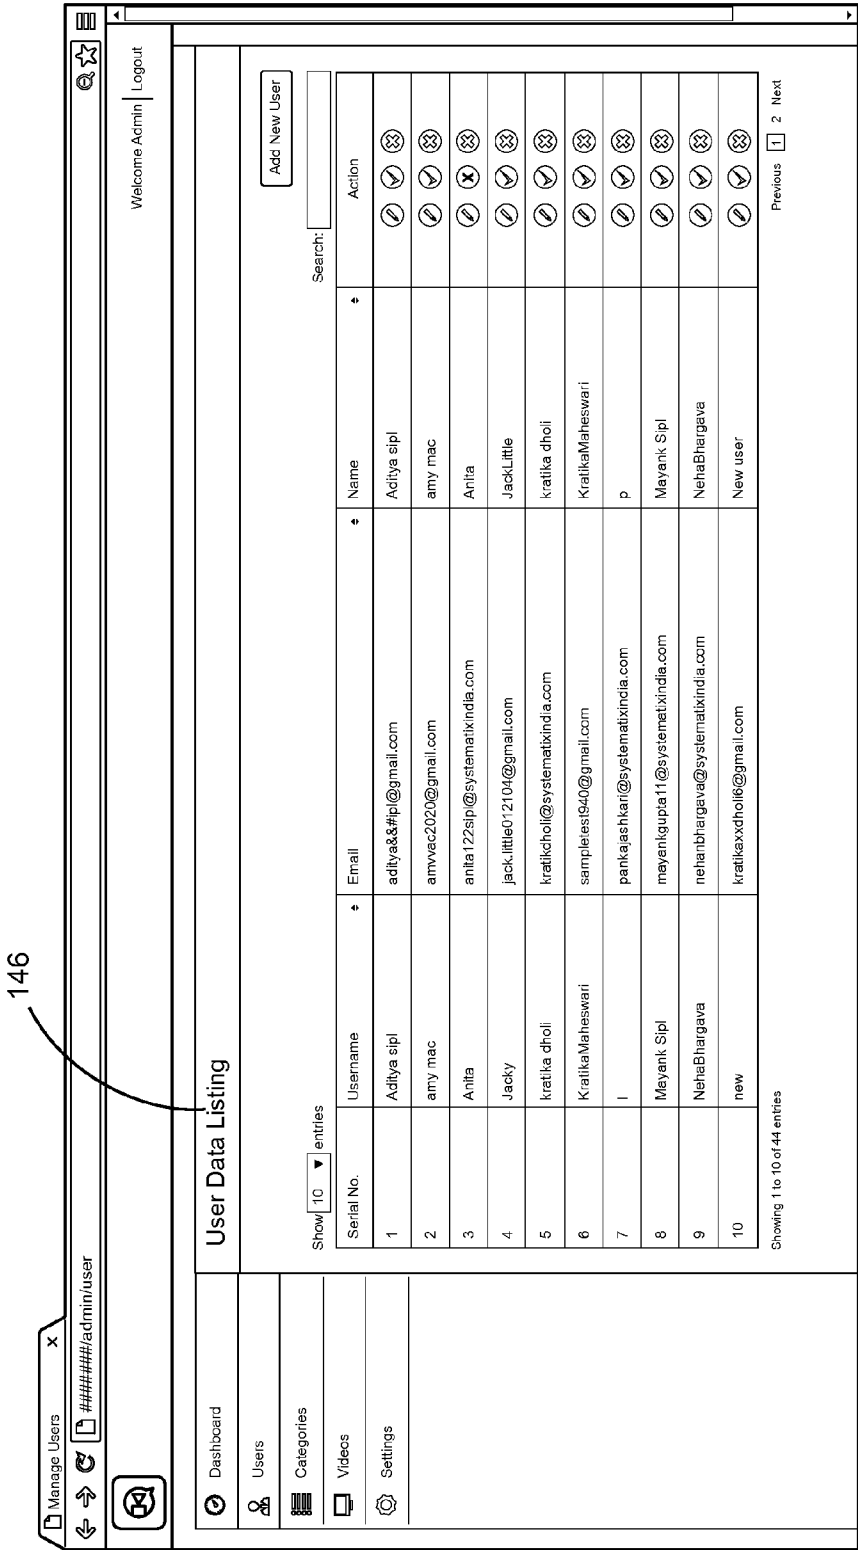 146
Manage Users x
#######/admin/user
Welcome Admin | Logout
Dashboard
Users
Categories
Videos
Settings
User Data Listing
Add New User
Show 10 ▼ entries Search:
Serial No. Username Email Name Action
1 Aditya sipl aditya&&#ipl@gmail.com Aditya sipl
2 amy mac amvvac2020@gmail.com amy mac
3 Anita anita122slpl@systematixindia.com Anita
4 Jacky jack.little012104@gmail.com JackLittle
5 kratika dholi kratikdholi@systematixindia.com kratika dholi
6 KratikaMaheswari sampletest940@gmail.com KratikaMaheswari
7 l pankajashkari@systematixindia.com p
8 Mayank Sipl mayankgupta11@systematixindia.com Mayank Sipl
9 NehaBhargava nehanbhargava@systematixindia.com NehaBhargava
10 new kratikaxxdholi6@gmail.com New user
Showing 1 to 10 of 44 entries Previous 1 2 Next